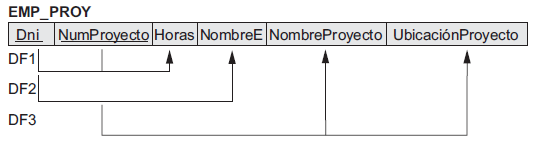 EMP_PROY
Dni NumProyecto Horas NombreE NombreProyecto UbicaciónProyecto
DF1
DF2
DF3